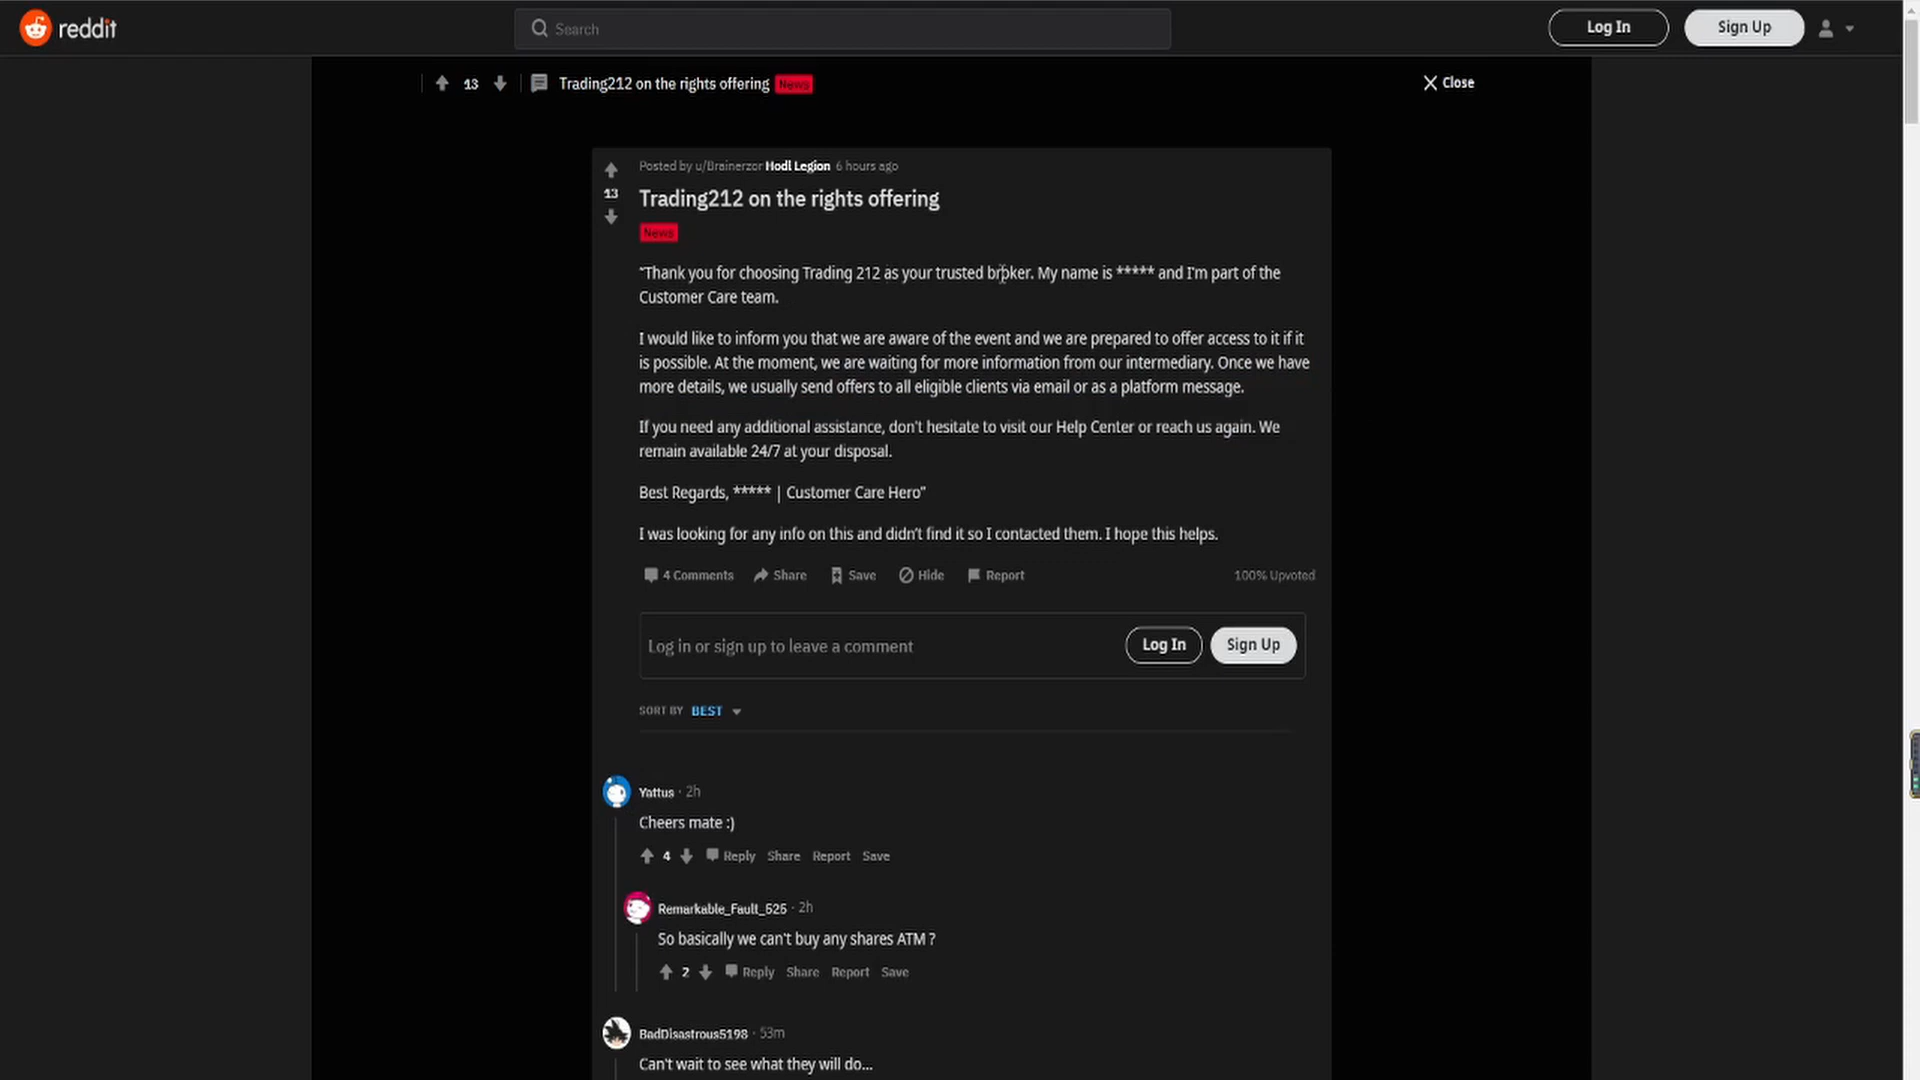 reddit
Search
Log In
Sign Up
13
Trading212 on the rights offering
News
Close
Posted by u/Brainerzor Hodl Legion 6 hours ago
13
Trading212 on the rights offering
News
"Thank you for choosing Trading 212 as your trusted broker. My name is ***** and I'm part of the
Customer Care team.
I would like to inform you that we are aware of the event and we are prepared to offer access to it if it
is possible. At the moment, we are waiting for more information from our intermediary. Once we have
more details, we usually send offers to all eligible clients via email or as a platform message.
If you need any additional assistance, don't hesitate to visit our Help Center or reach us again. We
remain available 24/7 at your disposal.
Best Regards, ***** | Customer Care Hero"
I was looking for any info on this and didn't find it so I contacted them. I hope this helps.
4 Comments Share Save Hide Report 100% Upvoted
Log in or sign up to leave a comment Log In Sign Up
SORT BY BEST
Yattus · 2h
Cheers mate :)
4 Reply Share Report Save
Remarkable_Fault_525 · 2h
So basically we can't buy any shares ATM ?
2 Reply Share Report Save
BadDisastrous5198 · 53m
Can't wait to see what they will do...